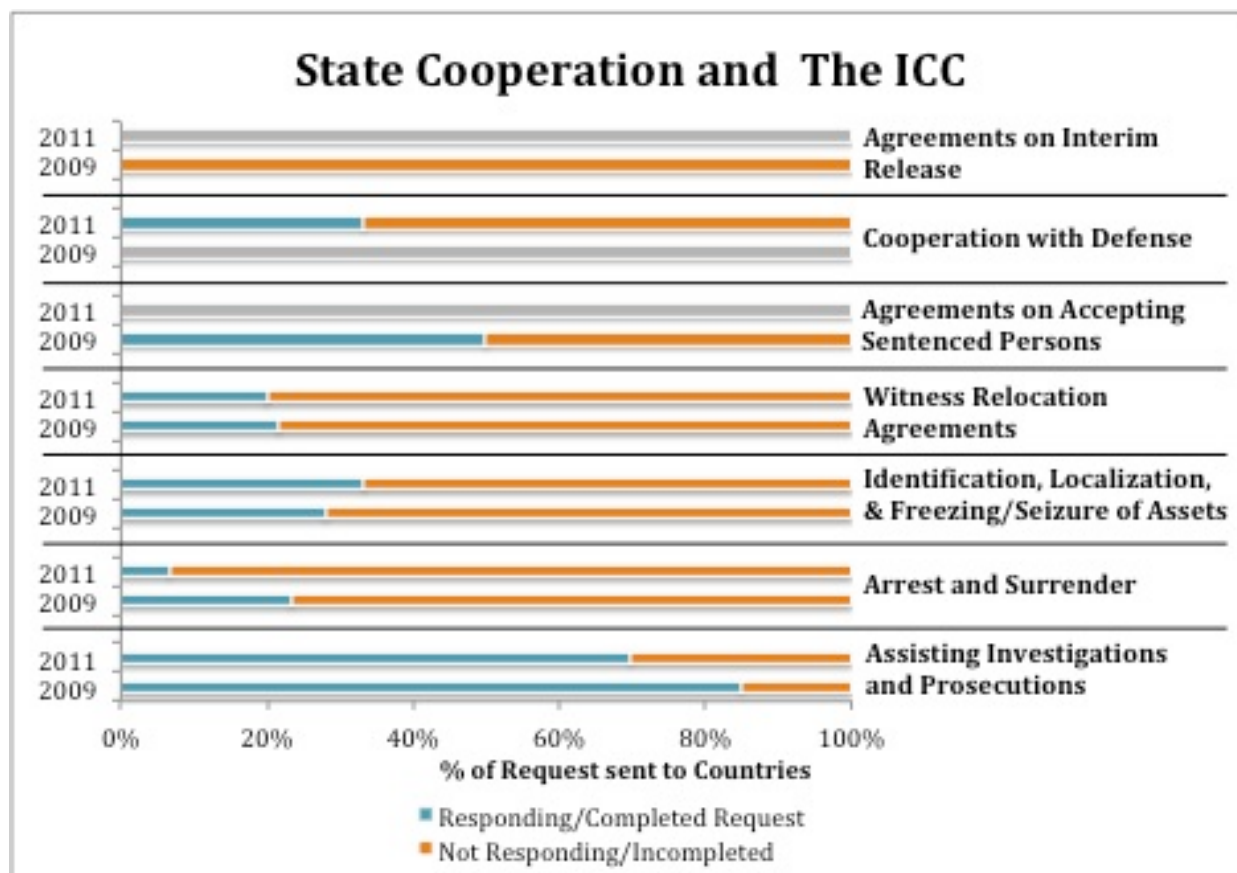 State Cooperation and The ICC
2011
2009
Agreements on Interim
Release
2011
2009
Cooperation with Defense
2011
2009
Agreements on Accepting
Sentenced Persons
2011
2009
Witness Relocation
Agreements
2011
2009
Identification, Localization,
& Freezing/Seizure of Assets
2011
2009
Arrest and Surrender
2011
2009
Assisting Investigations
and Prosecutions
0% 20% 40% 60% 80% 100%
% of Request sent to Countries
Responding/Completed Request
Not Responding/Incompleted